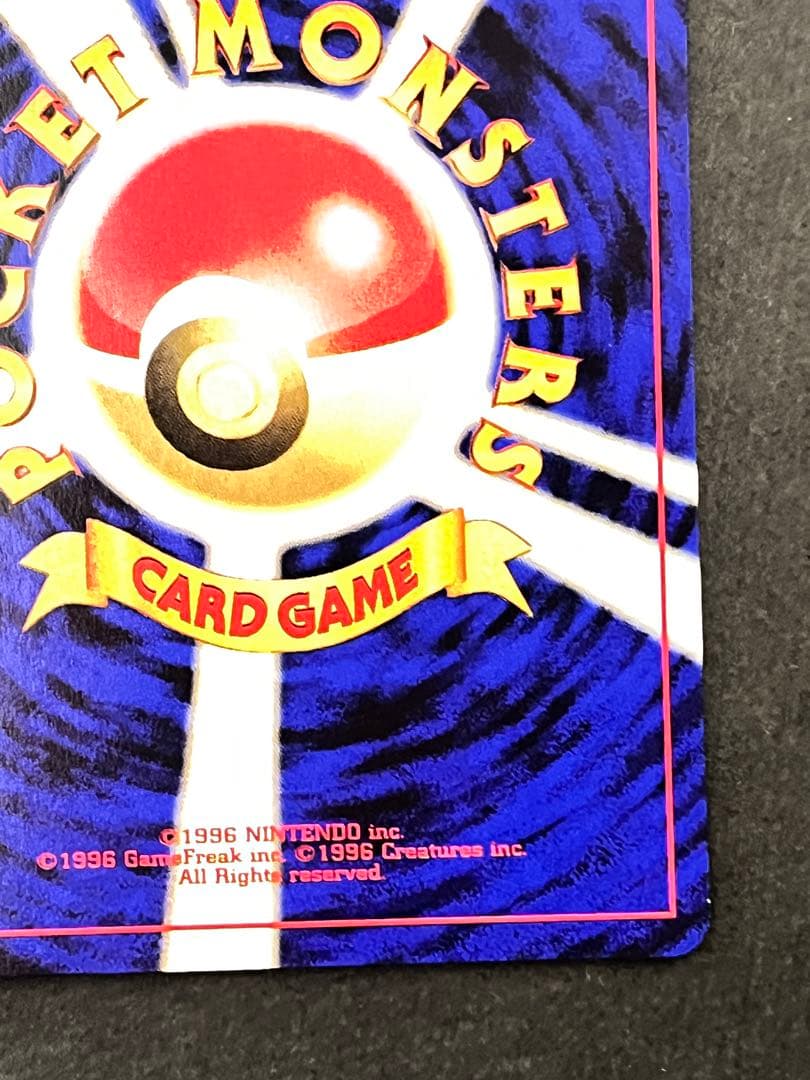 POCKET MONSTERS
CARD GAME
©1996 NINTENDO inc.
©1996 GameFreak inc. ©1996 Creatures inc.
All Rights reserved.